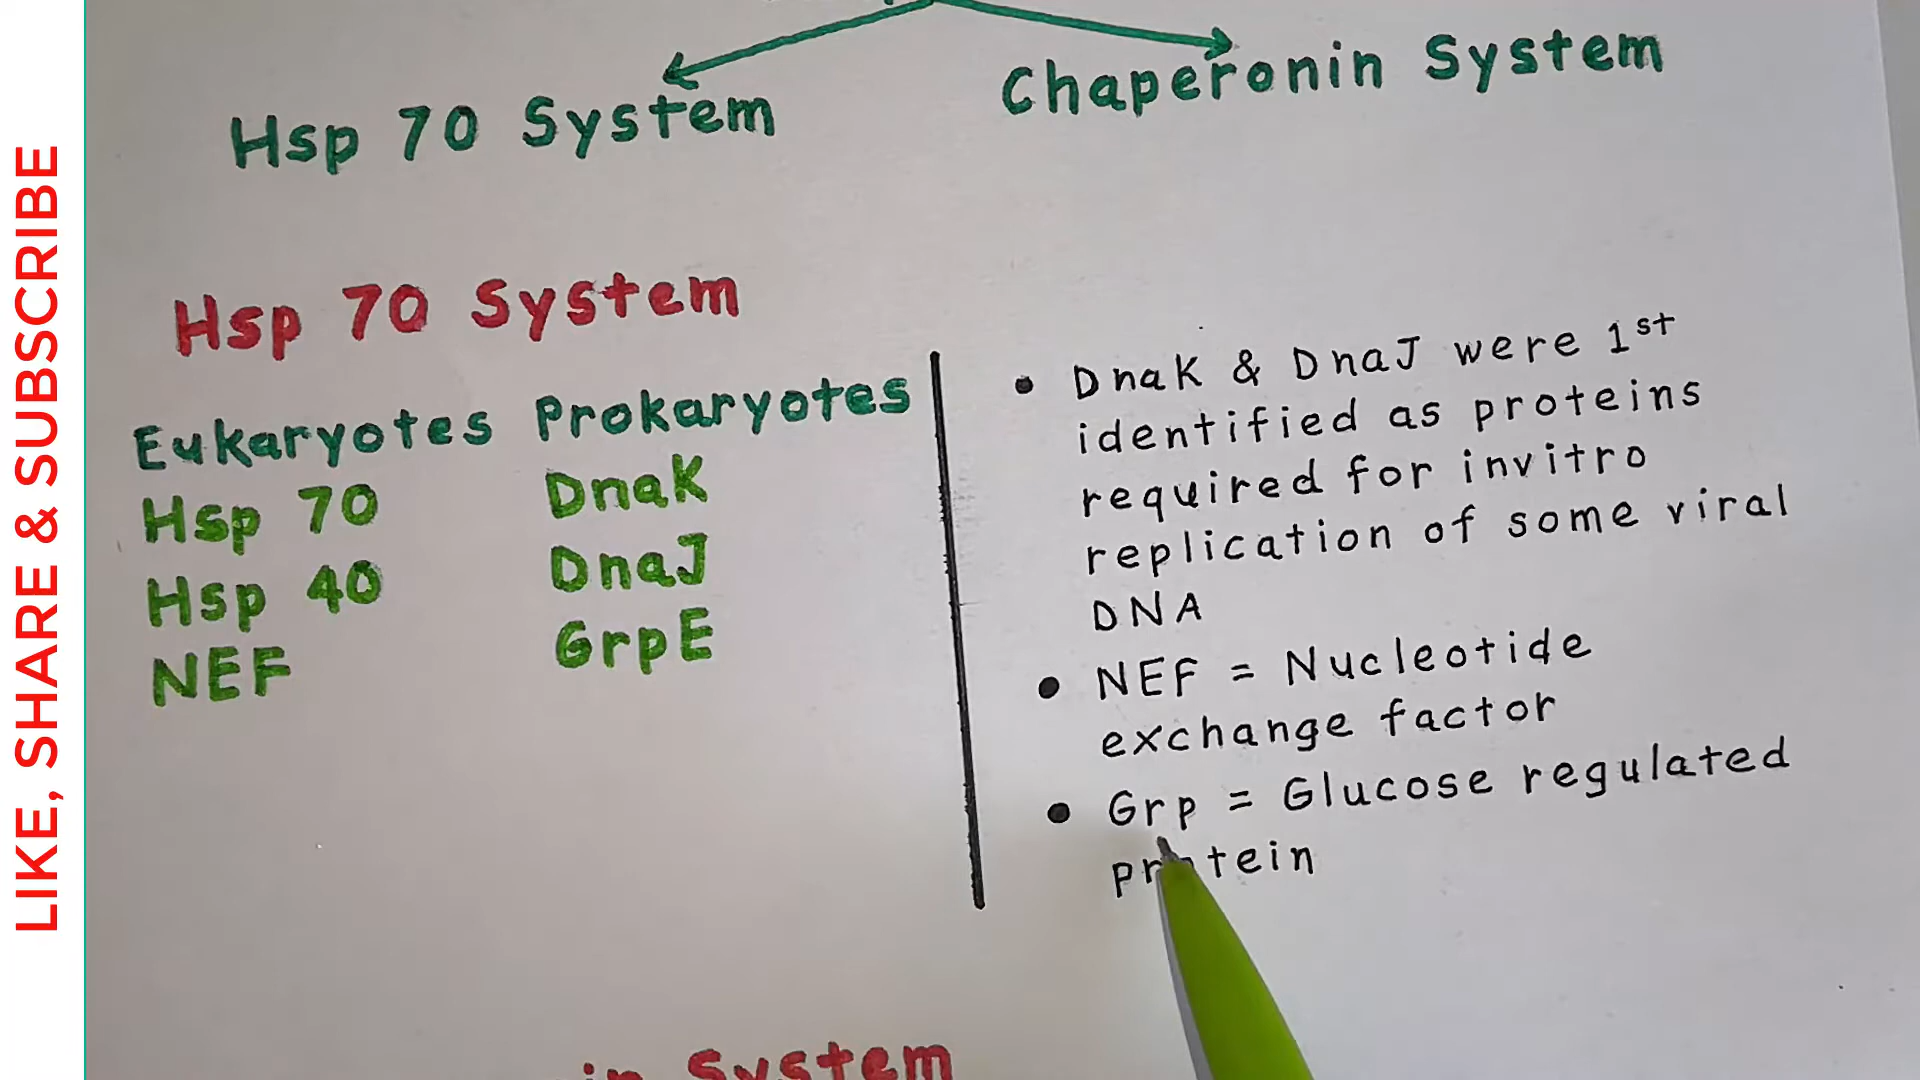 LIKE, SHARE & SUBSCRIBE
Hsp 70 System
Chaperonin System
Hsp 70 System
Eukaryotes Prokaryotes
Hsp 70 DnaK
Hsp 40 DnaJ
NEF GrpE
• DnaK & DnaJ were 1st
identified as proteins
required for invitro
replication of some viral
DNA
• NEF = Nucleotide
exchange factor
• Grp = Glucose regulated
protein
System